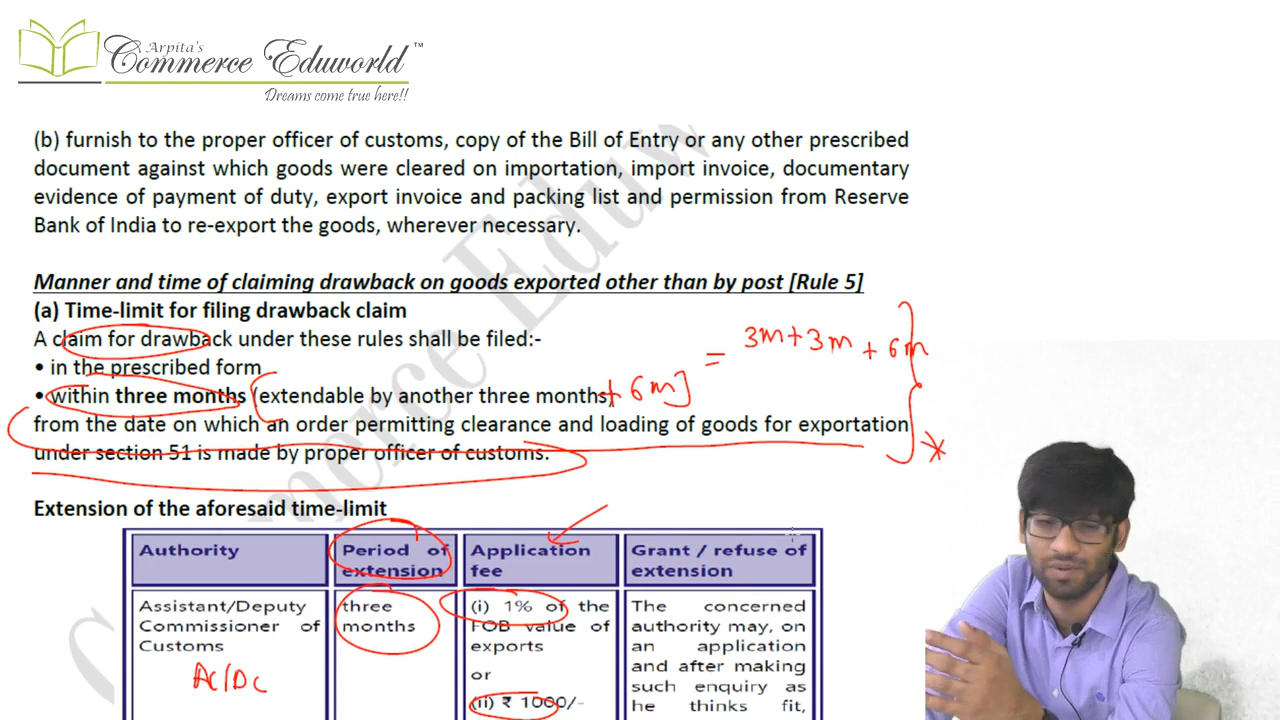 Arpita's
Commerce Eduworld™
Dreams come true here!!
(b) furnish to the proper officer of customs, copy of the Bill of Entry or any other prescribed
document against which goods were cleared on importation, import invoice, documentary
evidence of payment of duty, export invoice and packing list and permission from Reserve
Bank of India to re-export the goods, wherever necessary.
Manner and time of claiming drawback on goods exported other than by post [Rule 5]
(a) Time-limit for filing drawback claim
A claim for drawback under these rules shall be filed:-
• in the prescribed form
• within three months (extendable by another three months + 6m]
= 3m+3m + 6m
from the date on which an order permitting clearance and loading of goods for exportation
under section 51 is made by proper officer of customs.
*
Extension of the aforesaid time-limit
Authority
Period of
extension
Application
fee
Grant / refuse of
extension
Assistant/Deputy
Commissioner of
Customs
AC/DC
three
months
(i) 1% of the
FOB value of
exports
or
(ii) ₹ 1000/-
The concerned
authority may, on
an application
and after making
such enquiry as
he thinks fit,